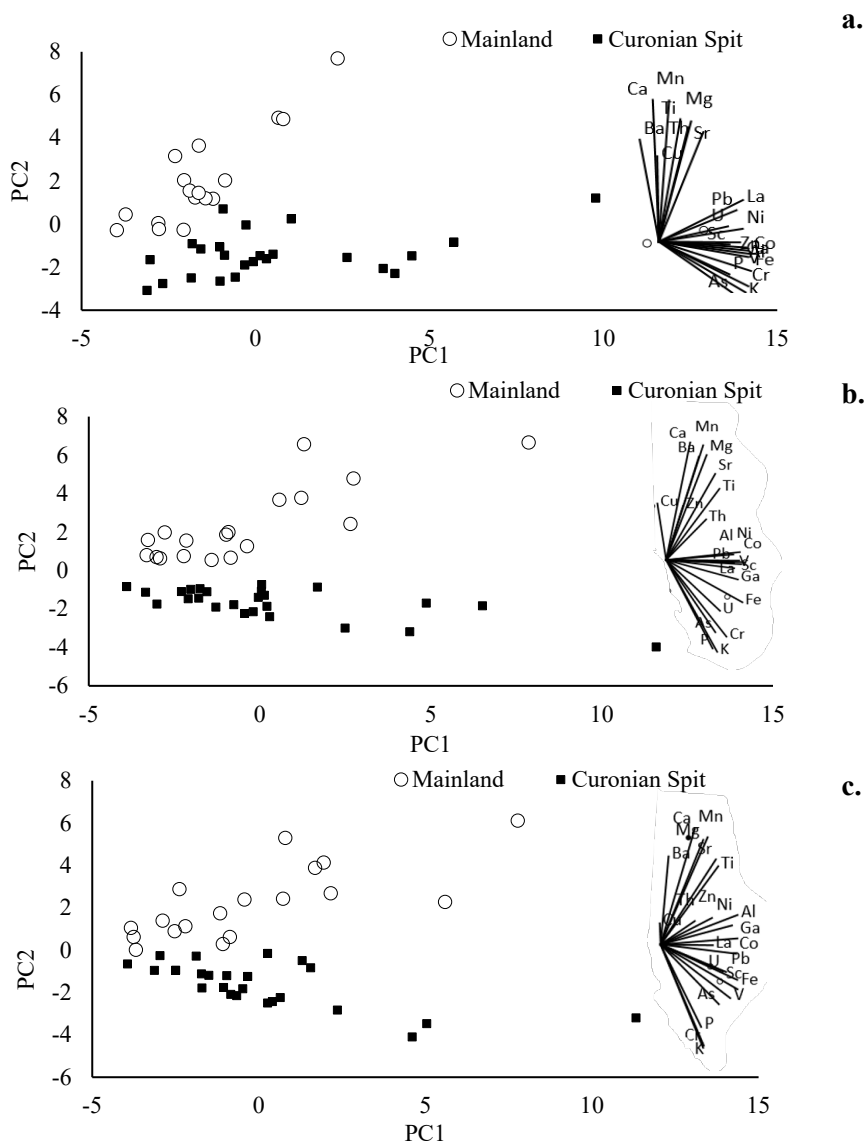 a.
Mainland Curonian Spit
8
6
4
2
0
-2
-4
PC2
-5 0 5 10 15
PC1
Mn
Ca Ti Mg
Ba Th Sr
Cu
Pb La
U Ni
Sc
Zn Co
V Fe
P Cr
As K
b.
Mainland Curonian Spit
8
6
4
2
0
-2
-4
-6
PC2
-5 0 5 10 15
PC1
Ca Mn
Ba Mg
Sr
Ti
Cu Zn
Th
Al Ni
Co
Pb V
La Sc
Ga
Fe
U
As
P Cr
K
c.
Mainland Curonian Spit
8
6
4
2
0
-2
-4
-6
PC2
-5 0 5 10 15
PC1
Ca Mn
Mg
Ba Sr
Ti
Th Zn Ni
Cu Al
Ga
La Co
U Pb
Sc Fe
As V
P
Cr
K